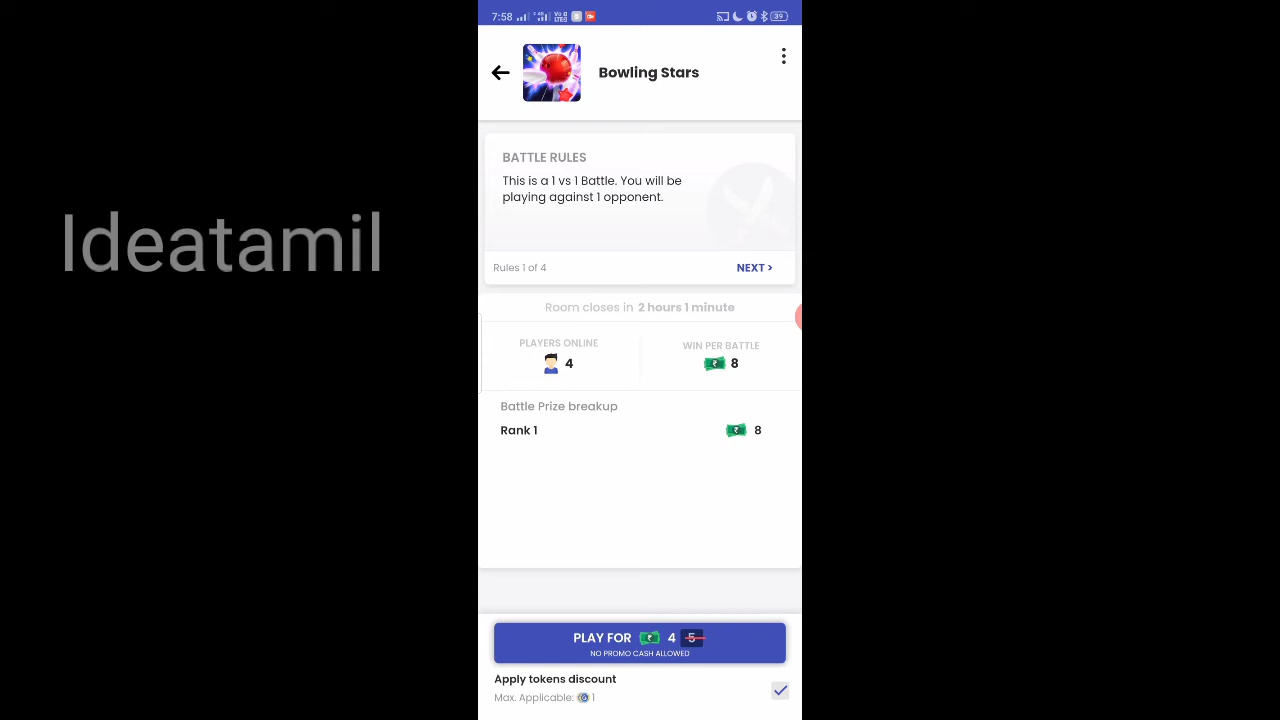 7:58
39
Bowling Stars
BATTLE RULES
This is a 1 vs 1 Battle. You will be
playing against 1 opponent.
Rules 1 of 4
NEXT >
Ideatamil
Room closes in 2 hours 1 minute
PLAYERS ONLINE
4
WIN PER BATTLE
8
Battle Prize breakup
Rank 1
8
PLAY FOR 4 5
NO PROMO CASH ALLOWED
Apply tokens discount
Max. Applicable: 1